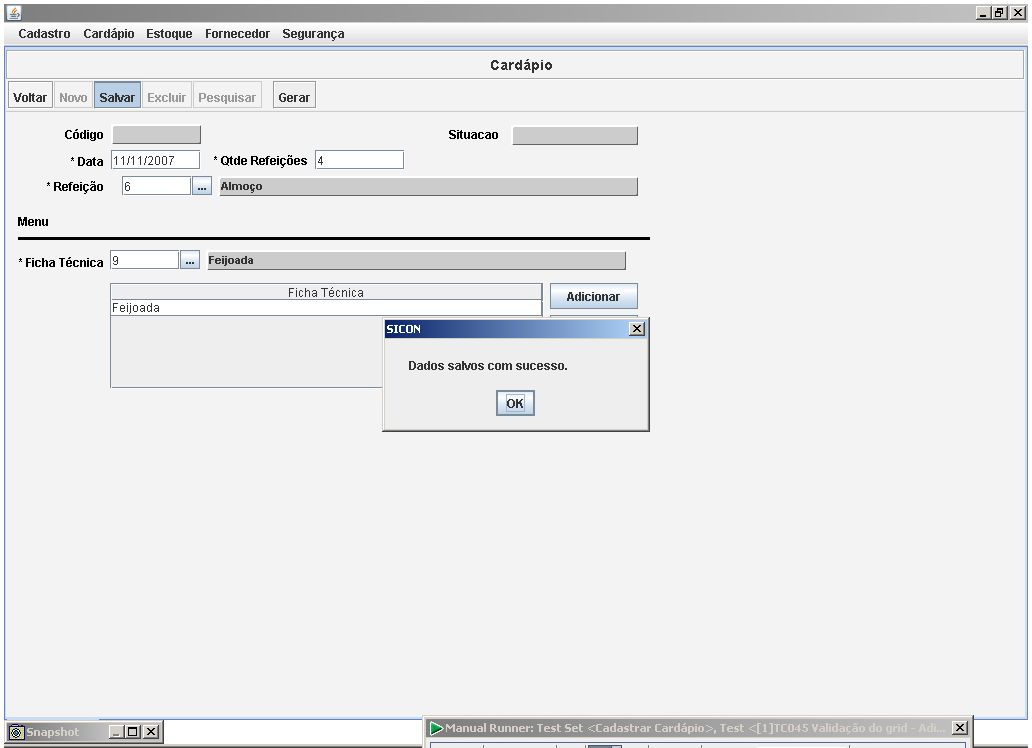 Cadastro Cardápio Estoque Fornecedor Segurança
Cardápio
Voltar Novo Salvar Excluir Pesquisar Gerar
Código Situacao
* Data 11/11/2007 * Qtde Refeições 4
* Refeição 6 ... Almoço
Menu
* Ficha Técnica 9 ... Feijoada
Ficha Técnica
Feijoada
Adicionar
SICON
Dados salvos com sucesso.
OK
Snapshot
Manual Runner: Test Set <Cadastrar Cardápio>, Test <[1]TC045 Validação do grid - Adi...